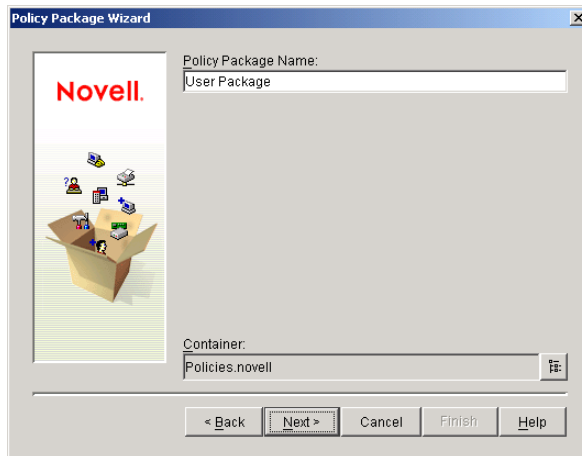 Policy Package Wizard
Novell.
Policy Package Name:
User Package
Container:
Policies.novell
< Back
Next >
Cancel
Finish
Help